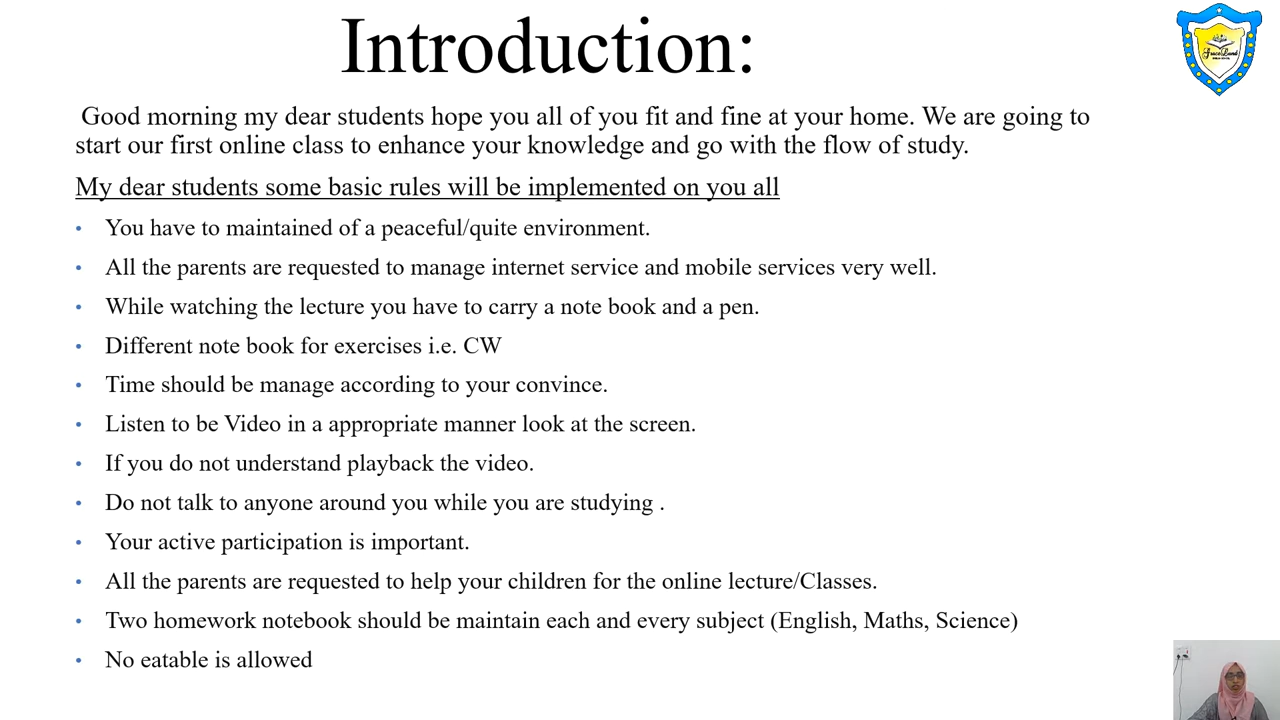 Introduction:
Good morning my dear students hope you all of you fit and fine at your home. We are going to
start our first online class to enhance your knowledge and go with the flow of study.
My dear students some basic rules will be implemented on you all
• You have to maintained of a peaceful/quite environment.
• All the parents are requested to manage internet service and mobile services very well.
• While watching the lecture you have to carry a note book and a pen.
• Different note book for exercises i.e. CW
• Time should be manage according to your convince.
• Listen to be Video in a appropriate manner look at the screen.
• If you do not understand playback the video.
• Do not talk to anyone around you while you are studying .
• Your active participation is important.
• All the parents are requested to help your children for the online lecture/Classes.
• Two homework notebook should be maintain each and every subject (English, Maths, Science)
• No eatable is allowed